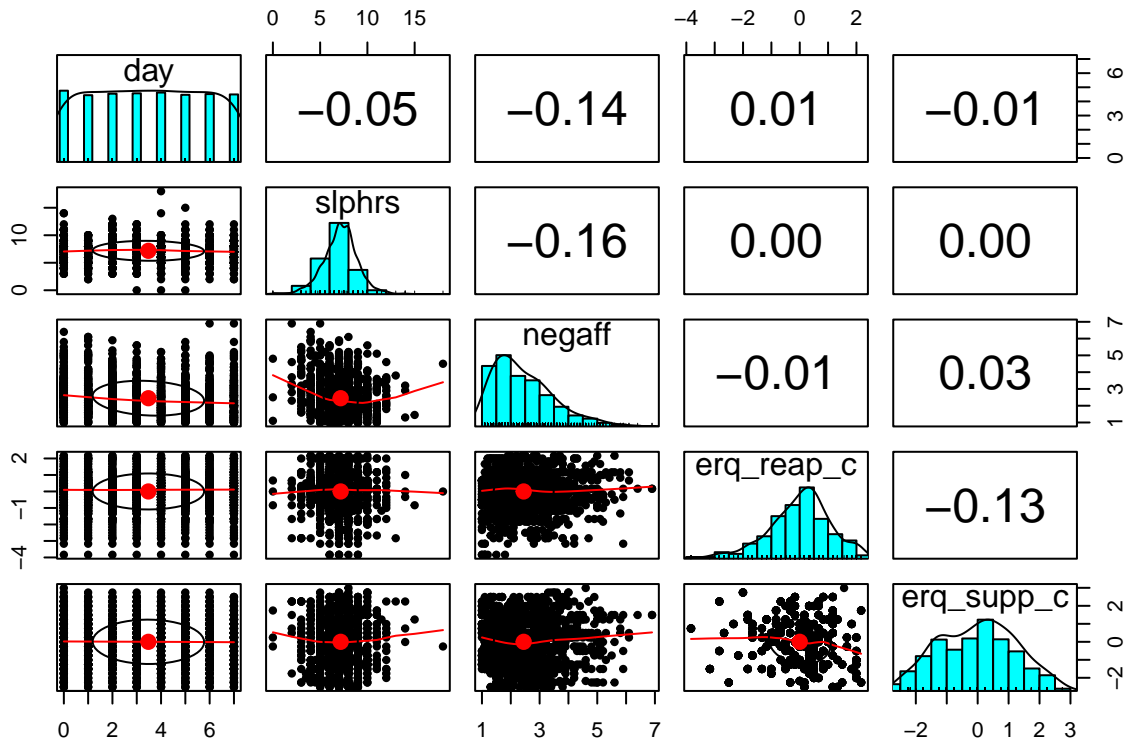 0 5 10 15 −4 −2 0 2
day −0.05 −0.14 0.01 −0.01 0 3 6
0 10 slphrs −0.16 0.00 0.00
negaff −0.01 0.03 1 3 5 7
−4 −1 2 erq_reap_c −0.13
erq_supp_c −2 0 2
0 2 4 6 1 3 5 7 −2 0 1 2 3